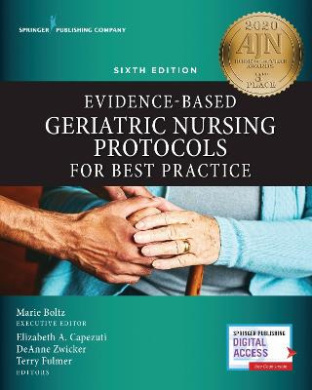 SPRINGER PUBLISHING COMPANY
2020
AJN
PLACE
SIXTH EDITION
EVIDENCE-BASED
GERIATRIC NURSING
PROTOCOLS
FOR BEST PRACTICE
Marie Boltz
EXECUTIVE EDITOR
Elizabeth A. Capezuti
DeAnne Zwicker
Terry Fulmer
EDITORS
SPRINGER PUBLISHING
DIGITAL
ACCESS